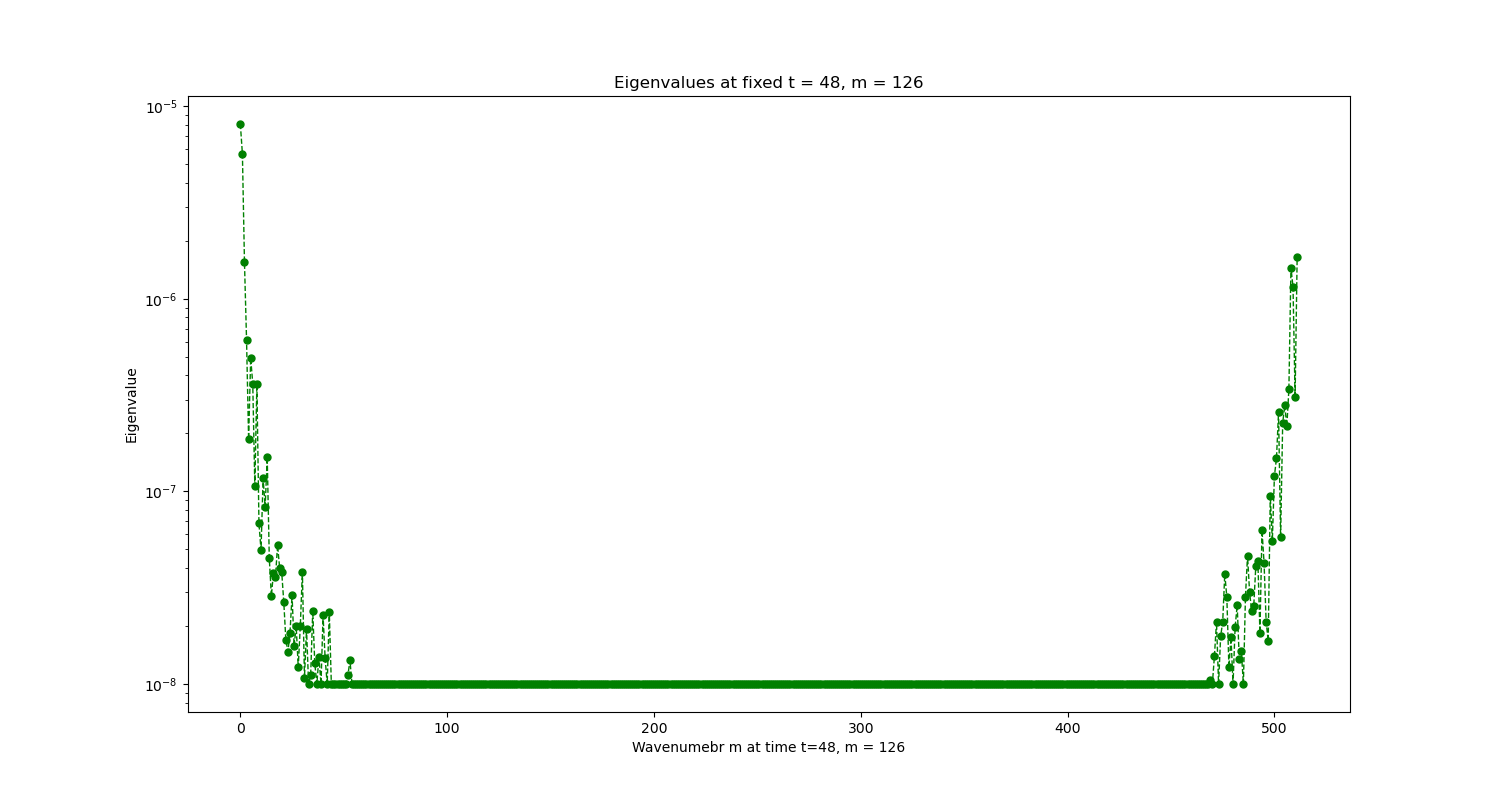 Eigenvalues at fixed t = 48, m = 126
10⁻⁵
10⁻⁶
10⁻⁷
10⁻⁸
Eigenvalue
0 100 200 300 400 500
Wavenumebr m at time t=48, m = 126